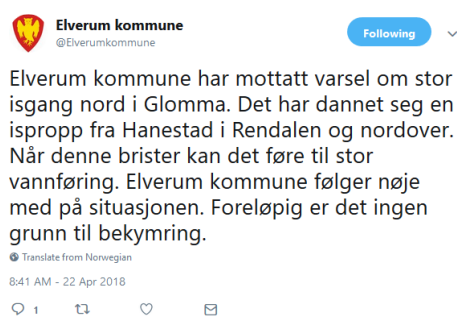 Elverum kommune
@Elverumkommune
Following
Elverum kommune har mottatt varsel om stor
isgang nord i Glomma. Det har dannet seg en
ispropp fra Hanestad i Rendalen og nordover.
Når denne brister kan det føre til stor
vannføring. Elverum kommune følger nøje
med på situasjonen. Foreløpig er det ingen
grunn til bekymring.
Translate from Norwegian
8:41 AM - 22 Apr 2018
1